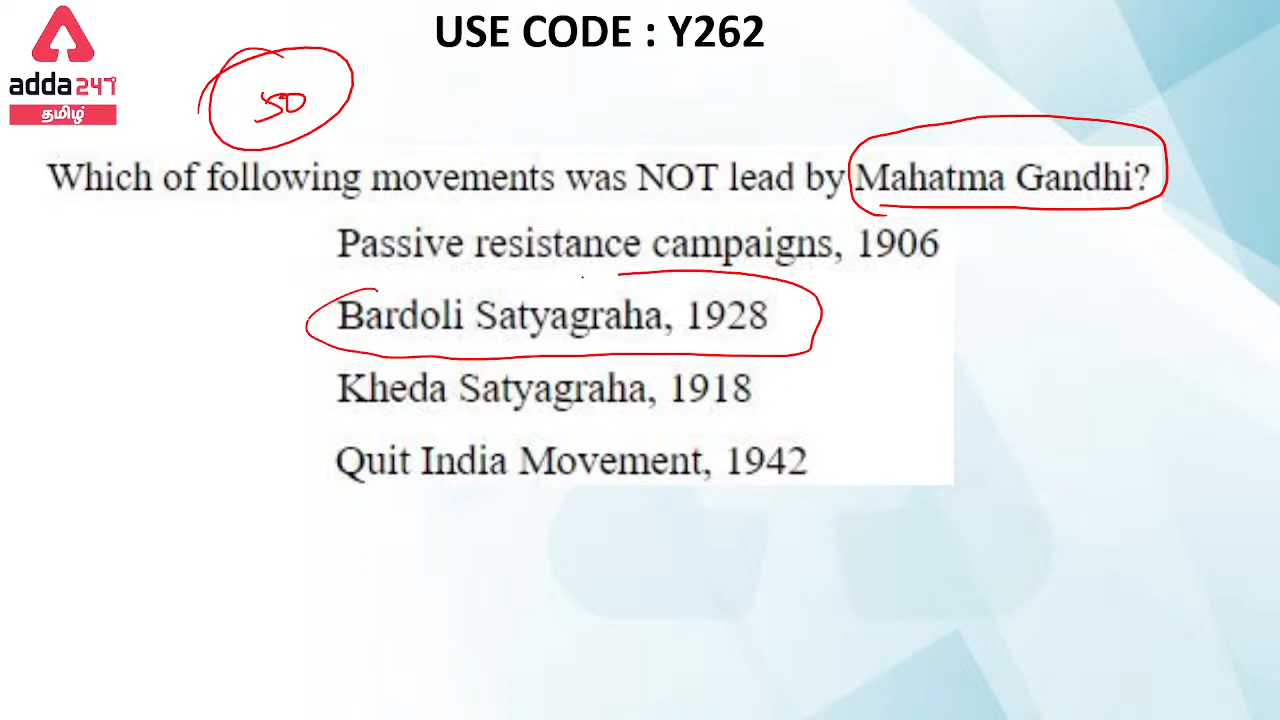 USE CODE : Y262
adda247
தமிழ்
50
Which of following movements was NOT lead by Mahatma Gandhi?
Passive resistance campaigns, 1906
Bardoli Satyagraha, 1928
Kheda Satyagraha, 1918
Quit India Movement, 1942